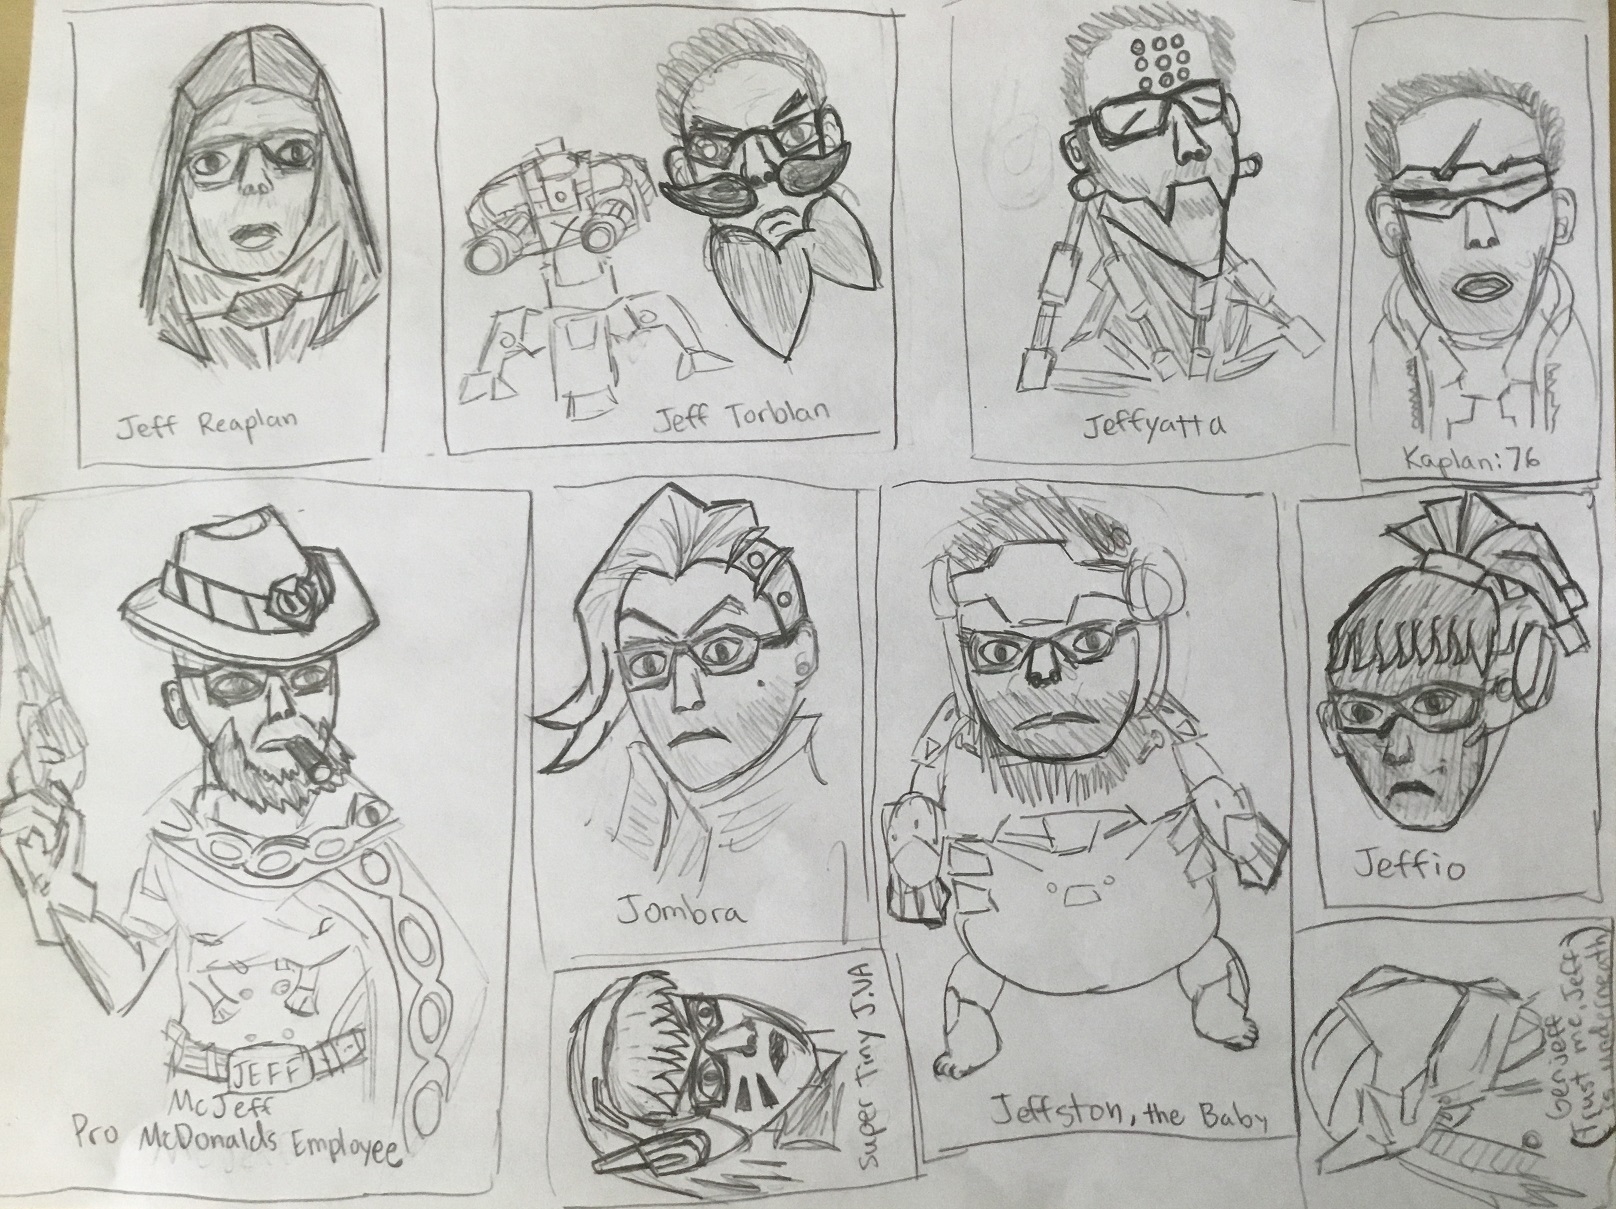 Jeff Reaplan
Jeff Torblan
Jeffyatta
Kaplan: 76
JEFF
McJeff
Pro McDonalds Employee
Jombra
Super Tiny J.VA
Jeffston, the Baby
Jeffio
Genjeff
(Just me, Jeff)
(is underneath)